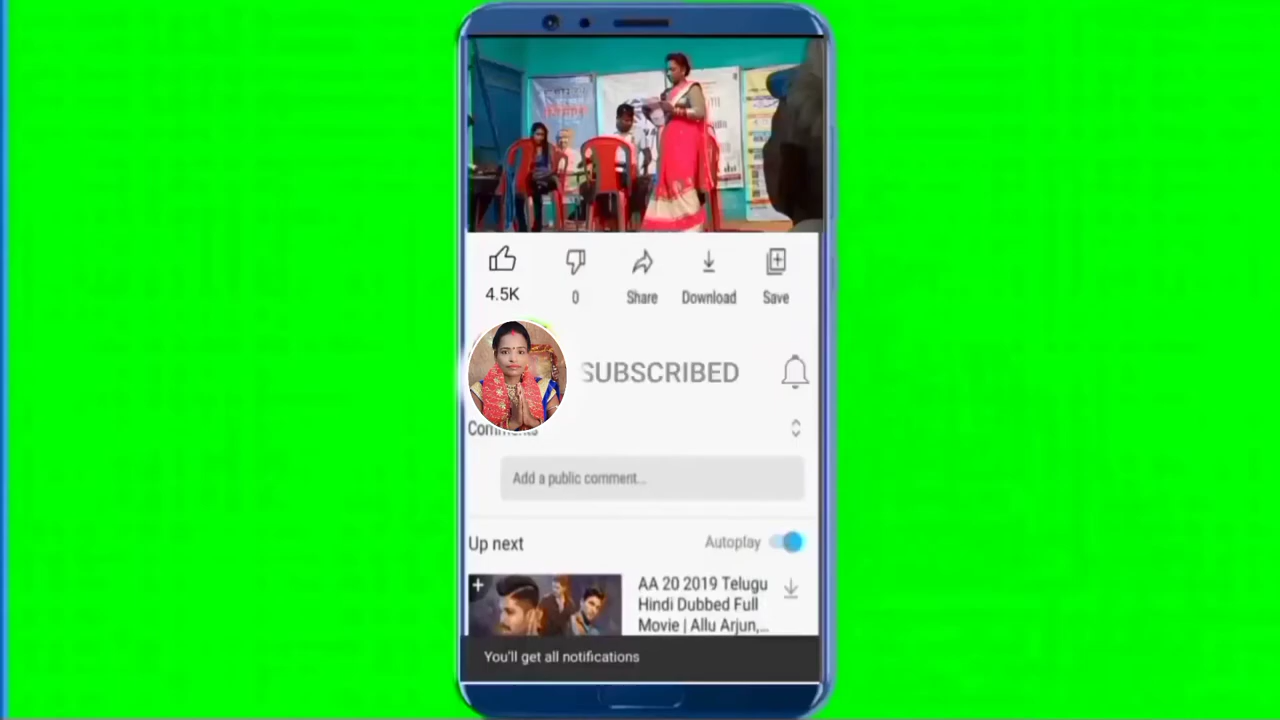 4.5K
0
Share
Download
Save
SUBSCRIBED
Comments
Add a public comment...
Up next
Autoplay
AA 20 2019 Telugu
Hindi Dubbed Full
Movie | Allu Arjun,...
You'll get all notifications